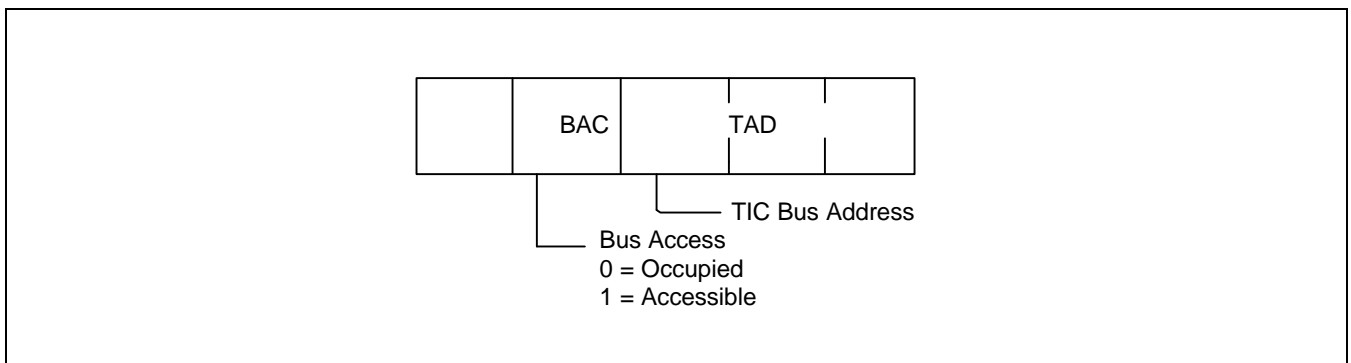 BAC TAD
TIC Bus Address
Bus Access
0 = Occupied
1 = Accessible